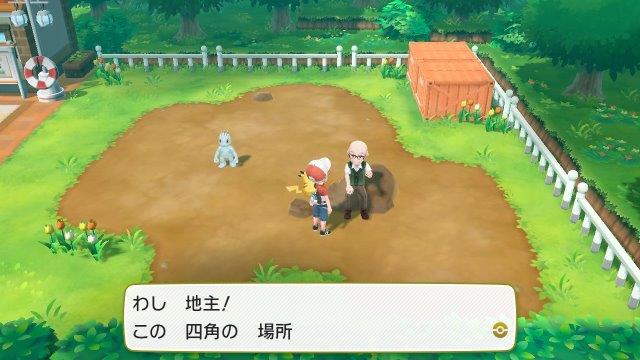 わし　地主！
この　四角の　場所